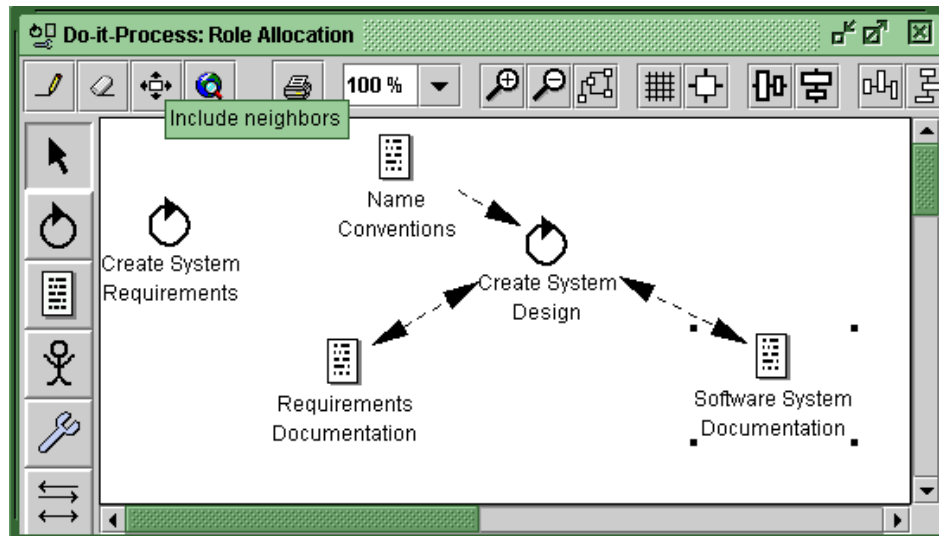 Do-it-Process: Role Allocation
100 %
Include neighbors
Name
Conventions
Create System
Requirements
Create System
Design
Requirements
Documentation
Software System
Documentation